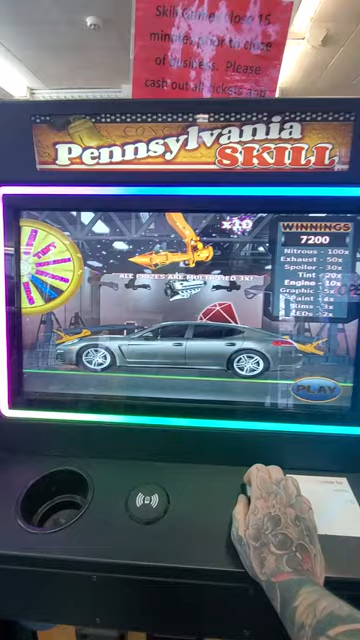 Skill Games close 15
minutes prior to close
of business. Please
cash out all tickets and
Pennsylvania
SKILL
x10
WINNINGS
7200
ALL PRIZES ARE MULTIPLIED 3X!
Nitrous - 100x
Exhaust - 50x
Spoiler - 30x
Tint - 20x
Engine - 10x
Graphic - 5x
Paint - 4x
Rims - 3x
LEDs - 2x
PLAY